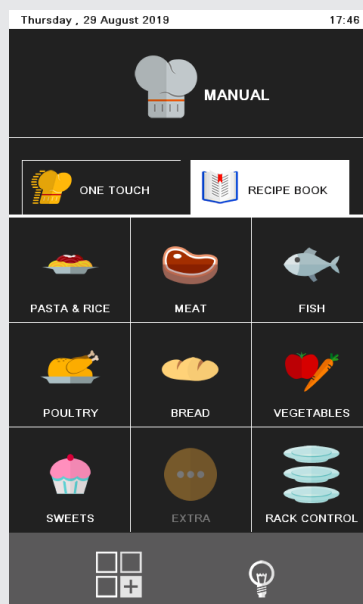 Thursday , 29 August 2019 17:46
MANUAL
ONE TOUCH RECIPE BOOK
PASTA & RICE MEAT FISH
POULTRY BREAD VEGETABLES
SWEETS EXTRA RACK CONTROL